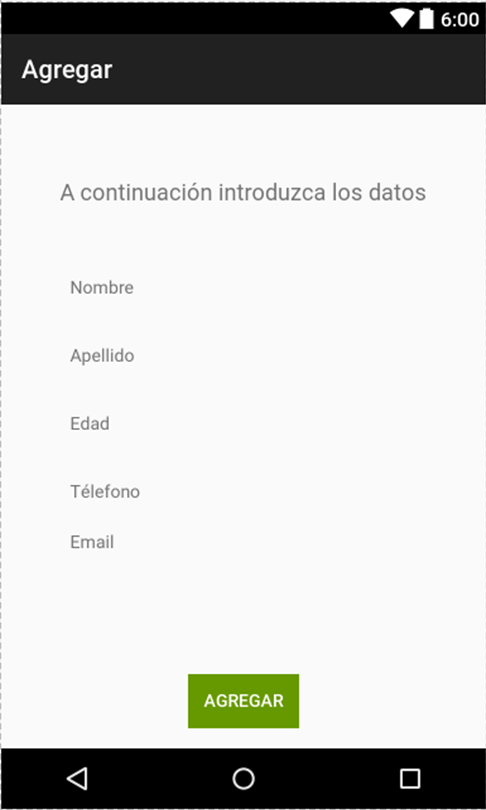 6:00
Agregar
A continuación introduzca los datos
Nombre
Apellido
Edad
Télefono
Email
AGREGAR